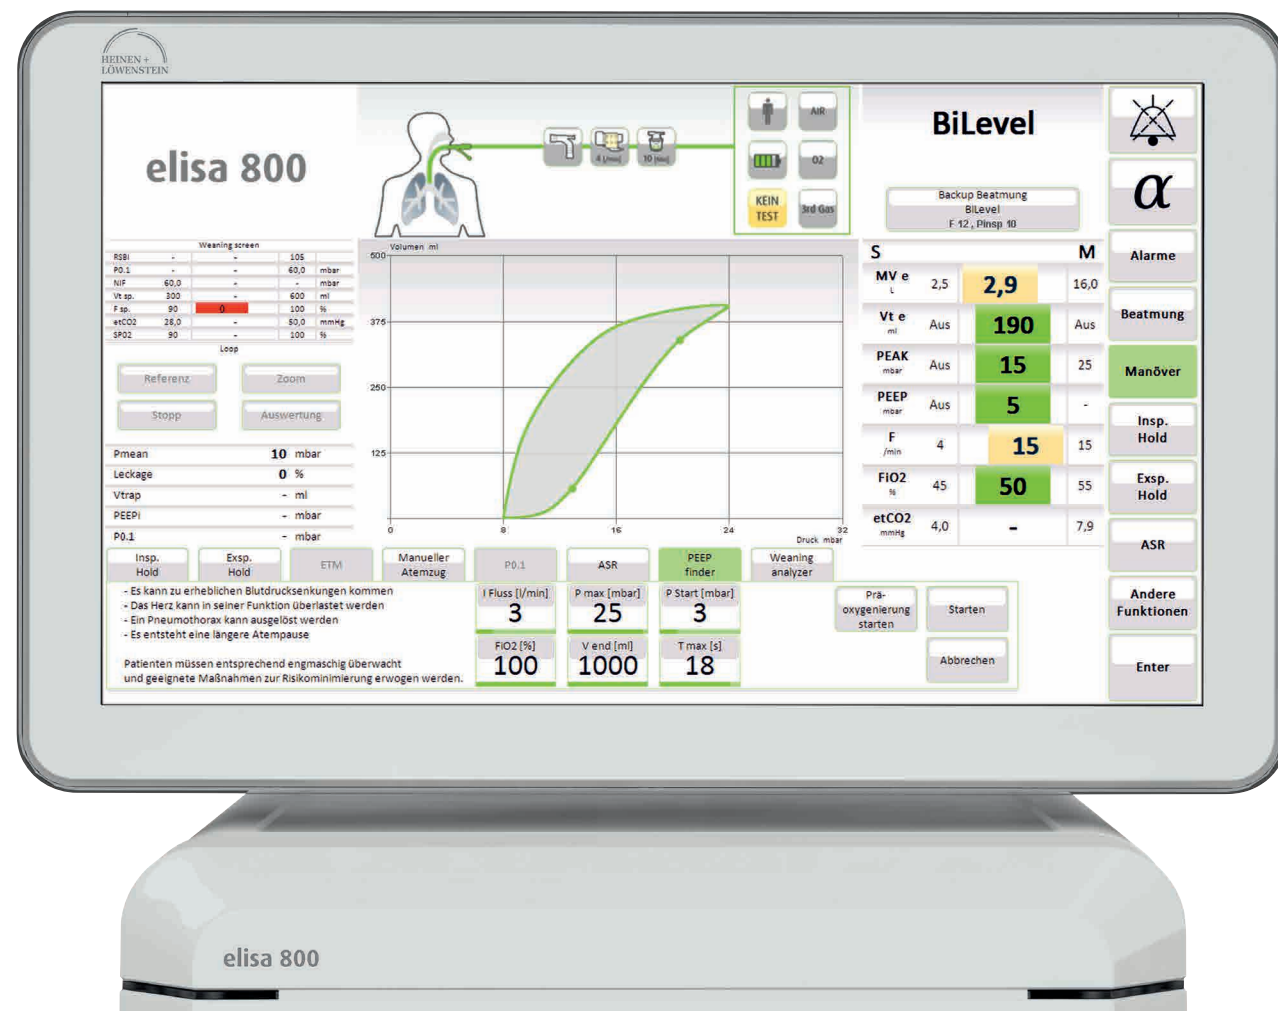 HEINEN +
LÖWENSTEIN
elisa 800
4 [l/min]
AIR
O2
KEIN
TEST
3rd Gas
BiLevel
Backup Beatmung
BiLevel
F 12 , Pinsp 10
α
Alarme
Beatmung
Manöver
Insp.
Hold
Exsp.
Hold
ASR
Andere
Funktionen
Enter
Weaning screen
RSBI - - 105
P0.1 - - 60,0 mbar
NIF 60,0 - - mbar
Vt sp. 300 - 600 ml
F sp. 90 0 100 %
etCO2 28,0 - 50,0 mmHg
SPO2 90 - 100 %
Loop
Referenz Zoom
Stopp Auswertung
Pmean 10 mbar
Leckage 0 %
Vtrap - ml
PEEPi - mbar
P0.1 - mbar
Volumen ml
500
375
250
125
0 8 16 24 32
Druck mbar
S M
MV e 2,5 2,9 16,0
L
Vt e Aus 190 Aus
ml
PEAK Aus 15 25
mbar
PEEP Aus 5 -
mbar
F 4 15 15
/min
FiO2 45 50 55
%
etCO2 4,0 - 7,9
mmHg
Insp.
Hold
Exsp.
Hold
ETM
Manueller
Atemzug
P0.1
ASR
PEEP
finder
Weaning
analyzer
- Es kann zu erheblichen Blutdrucksenkungen kommen
- Das Herz kann in seiner Funktion überlastet werden
- Ein Pneumothorax kann ausgelöst werden
- Es entsteht eine längere Atempause
Patienten müssen entsprechend engmaschig überwacht
und geeignete Maßnahmen zur Risikominimierung erwogen werden.
I Fluss [l/min] P max [mbar] P Start [mbar]
3 25 3
FiO2 [%] V end [ml] T max [s]
100 1000 18
Prä-
oxygenierung
starten
Starten
Abbrechen
elisa 800